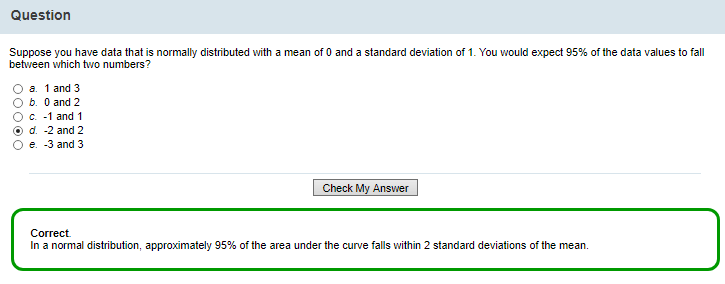 Question
Suppose you have data that is normally distributed with a mean of 0 and a standard deviation of 1. You would expect 95% of the data values to fall
between which two numbers?
a. 1 and 3
b. 0 and 2
c. -1 and 1
d. -2 and 2
e. -3 and 3
Check My Answer
Correct.
In a normal distribution, approximately 95% of the area under the curve falls within 2 standard deviations of the mean.